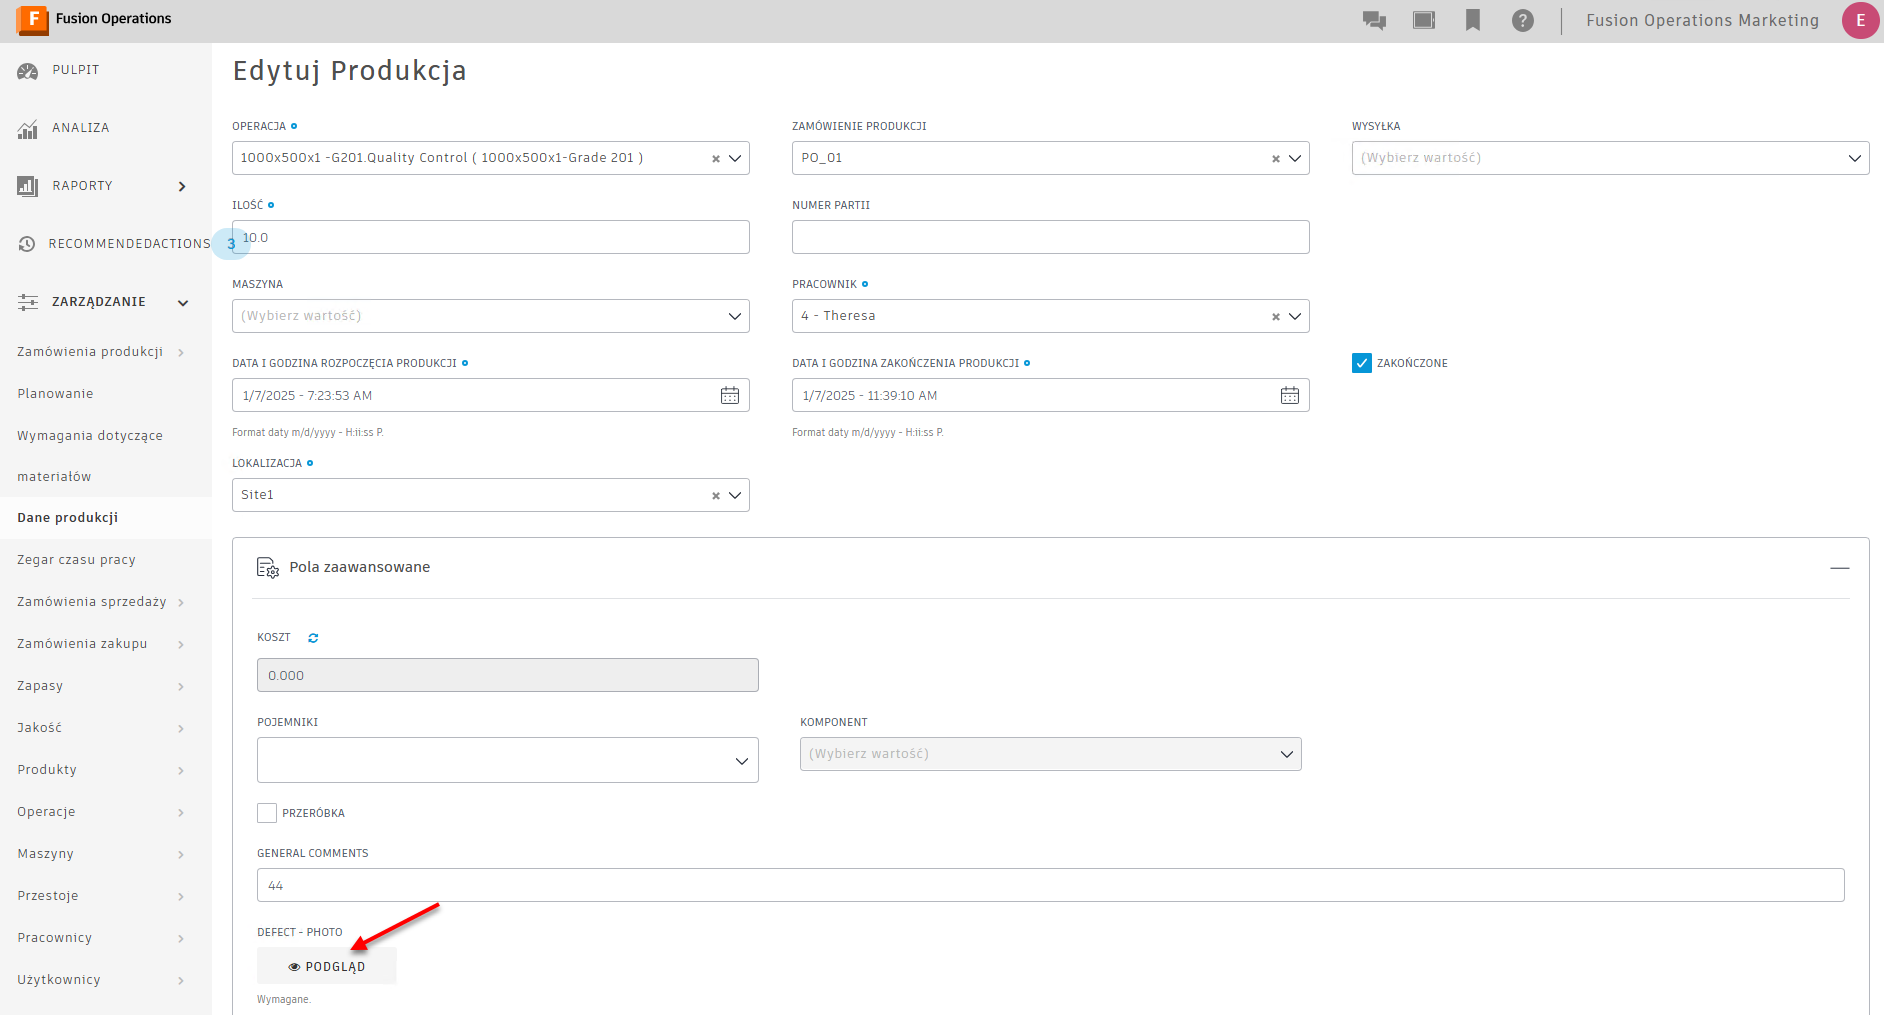 F Fusion Operations
? Fusion Operations Marketing E
PULPIT
ANALIZA
RAPORTY
RECOMMENDEDACTIONS 3
ZARZĄDZANIE
Zamówienia produkcji
Planowanie
Wymagania dotyczące
materiałów
Dane produkcji
Zegar czasu pracy
Zamówienia sprzedaży
Zamówienia zakupu
Zapasy
Jakość
Produkty
Operacje
Maszyny
Przestoje
Pracownicy
Użytkownicy
Edytuj Produkcja
OPERACJA
1000x500x1 -G201.Quality Control ( 1000x500x1-Grade 201 )
ZAMÓWIENIE PRODUKCJI
PO_01
WYSYŁKA
(Wybierz wartość)
ILOŚĆ
10.0
NUMER PARTII
MASZYNA
(Wybierz wartość)
PRACOWNIK
4 - Theresa
DATA I GODZINA ROZPOCZĘCIA PRODUKCJI
1/7/2025 - 7:23:53 AM
Format daty m/d/yyyy - H:ii:ss P.
DATA I GODZINA ZAKOŃCZENIA PRODUKCJI
1/7/2025 - 11:39:10 AM
Format daty m/d/yyyy - H:ii:ss P.
ZAKOŃCZONE
LOKALIZACJA
Site1
Pola zaawansowane
KOSZT
0.000
POJEMNIKI
KOMPONENT
(Wybierz wartość)
PRZERÓBKA
GENERAL COMMENTS
44
DEFECT - PHOTO
PODGLĄD
Wymagane.